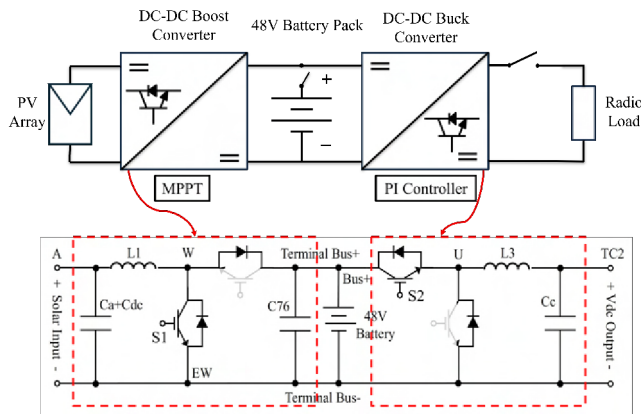 DC-DC Boost
Converter
48V Battery Pack
DC-DC Buck
Converter
PV
Array
+
−
Radio
Load
MPPT
PI Controller
A
L1
W
Terminal Bus+
Bus+
U
L3
TC2
S2
+ Solar Input -
Ca+Cdc
S1
C76
48V
Battery
Cc
+ Vdc Output -
EW
Terminal Bus-